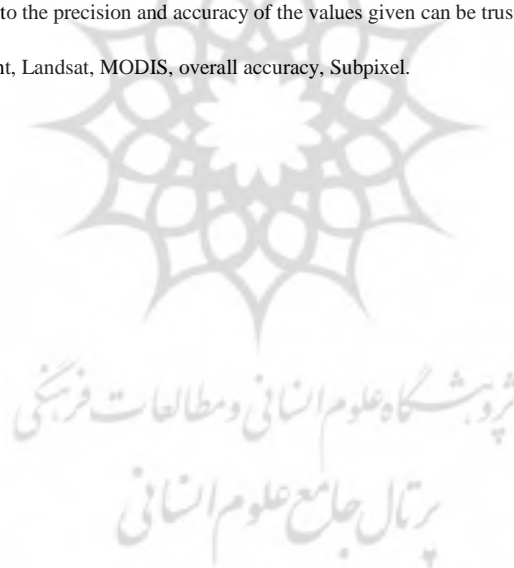 to the precision and accuracy of the values given can be trus
nt, Landsat, MODIS, overall accuracy, Subpixel.
پژوهشگاه علوم انسانی و مطالعات فرهنگی
پرتال جامع علوم انسانی